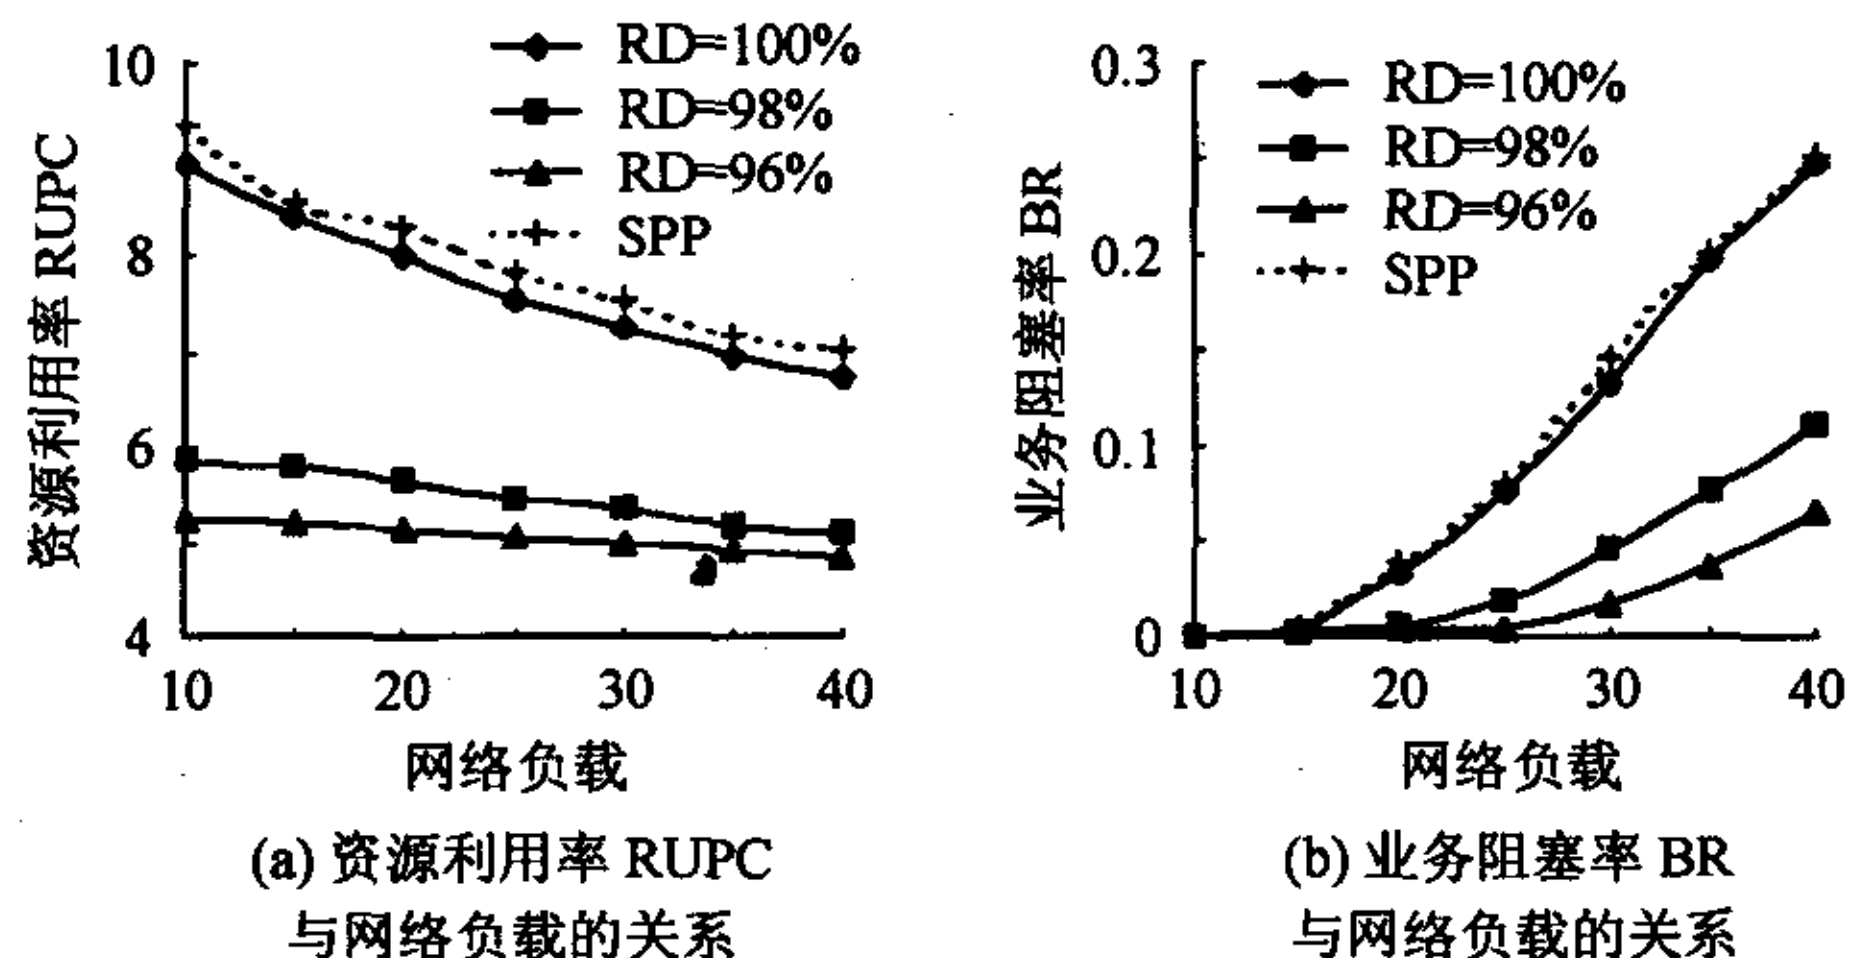 10
8
6
4
资源利用率 RUPC
RD=100%
RD=98%
RD=96%
SPP
10 20 30 40
网络负载
(a) 资源利用率 RUPC
与网络负载的关系
0.3
0.2
0.1
0
业务阻塞率 BR
RD=100%
RD=98%
RD=96%
SPP
10 20 30 40
网络负载
(b) 业务阻塞率 BR
与网络负载的关系